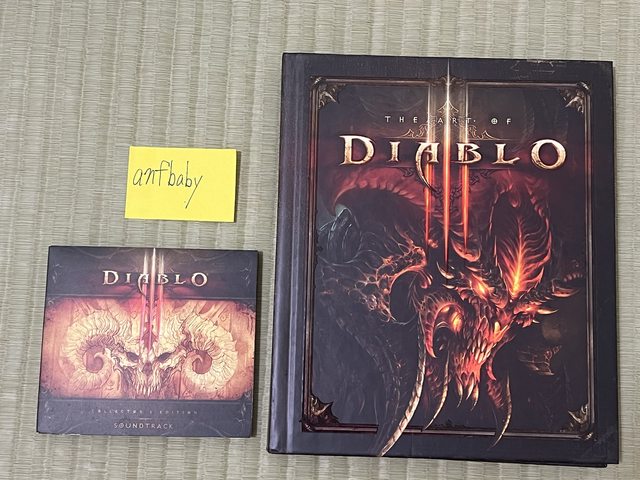 anfbaby
DIABLO
COLLECTOR'S EDITION
SOUNDTRACK
THE ART OF
DIABLO